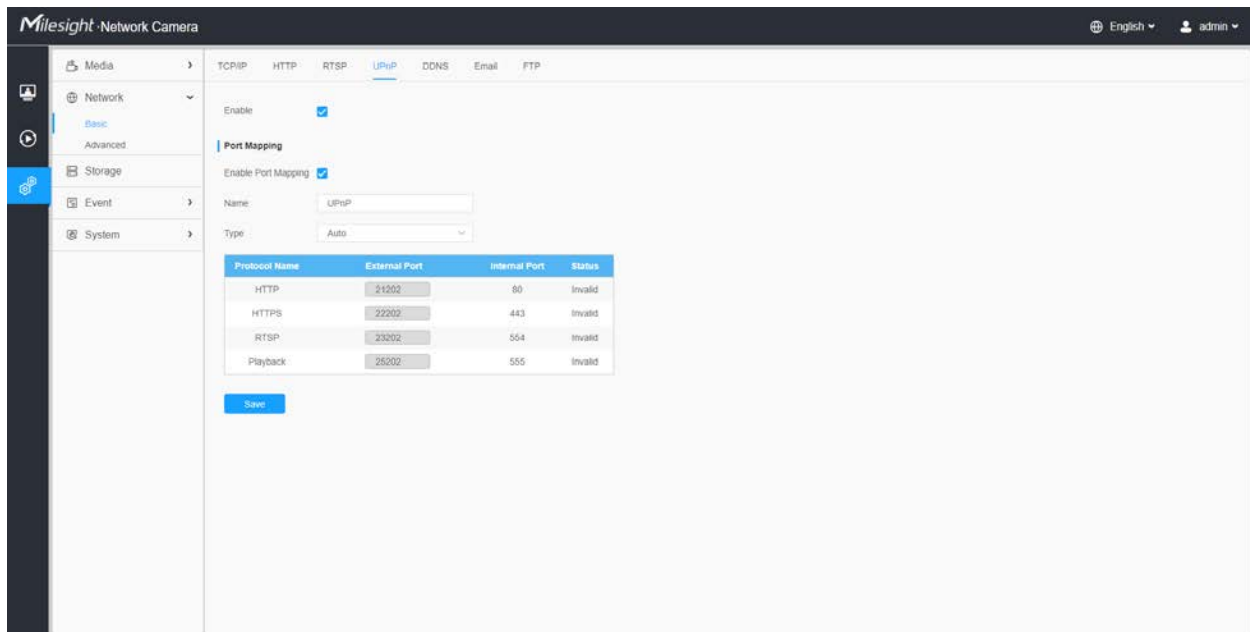 Milesight Network Camera
English
admin
Media
Network
Basic
Advanced
Storage
Event
System
TCP/IP HTTP RTSP UPnP DDNS Email FTP
Enable
Port Mapping
Enable Port Mapping
Name UPnP
Type Auto
Protocol Name External Port Internal Port Status
HTTP 21202 80 Invalid
HTTPS 22202 443 Invalid
RTSP 23202 554 Invalid
Playback 25202 555 Invalid
Save